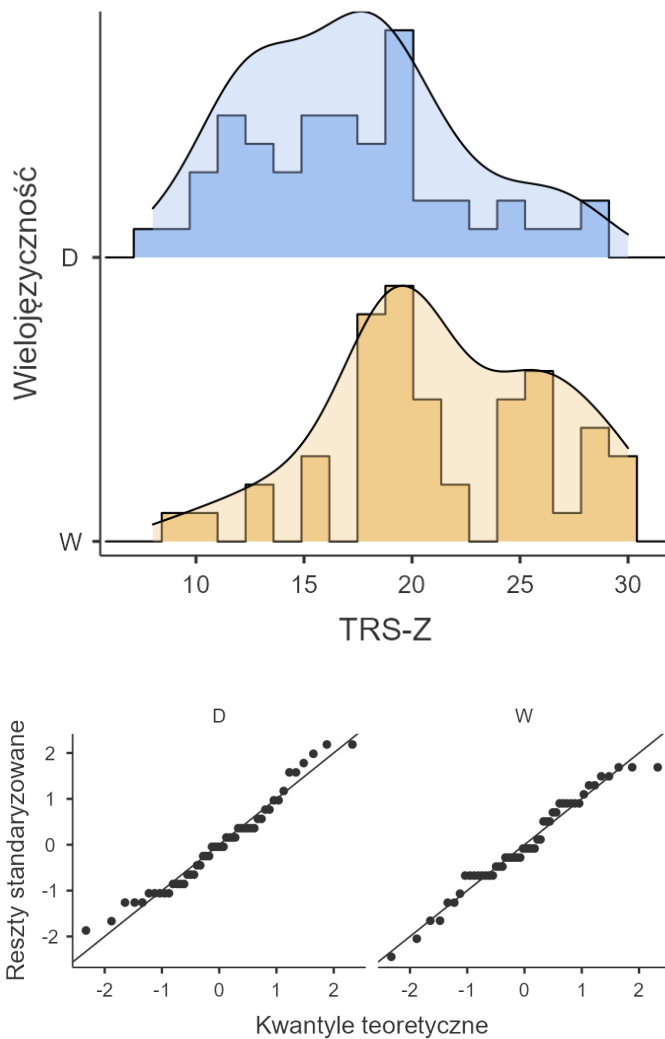 Wielojęzyczność
D
W
10 15 20 25 30
TRS-Z
D W
Reszty standaryzowane
2
1
0
-1
-2
-2 -1 0 1 2 -2 -1 0 1 2
Kwantyle teoretyczne